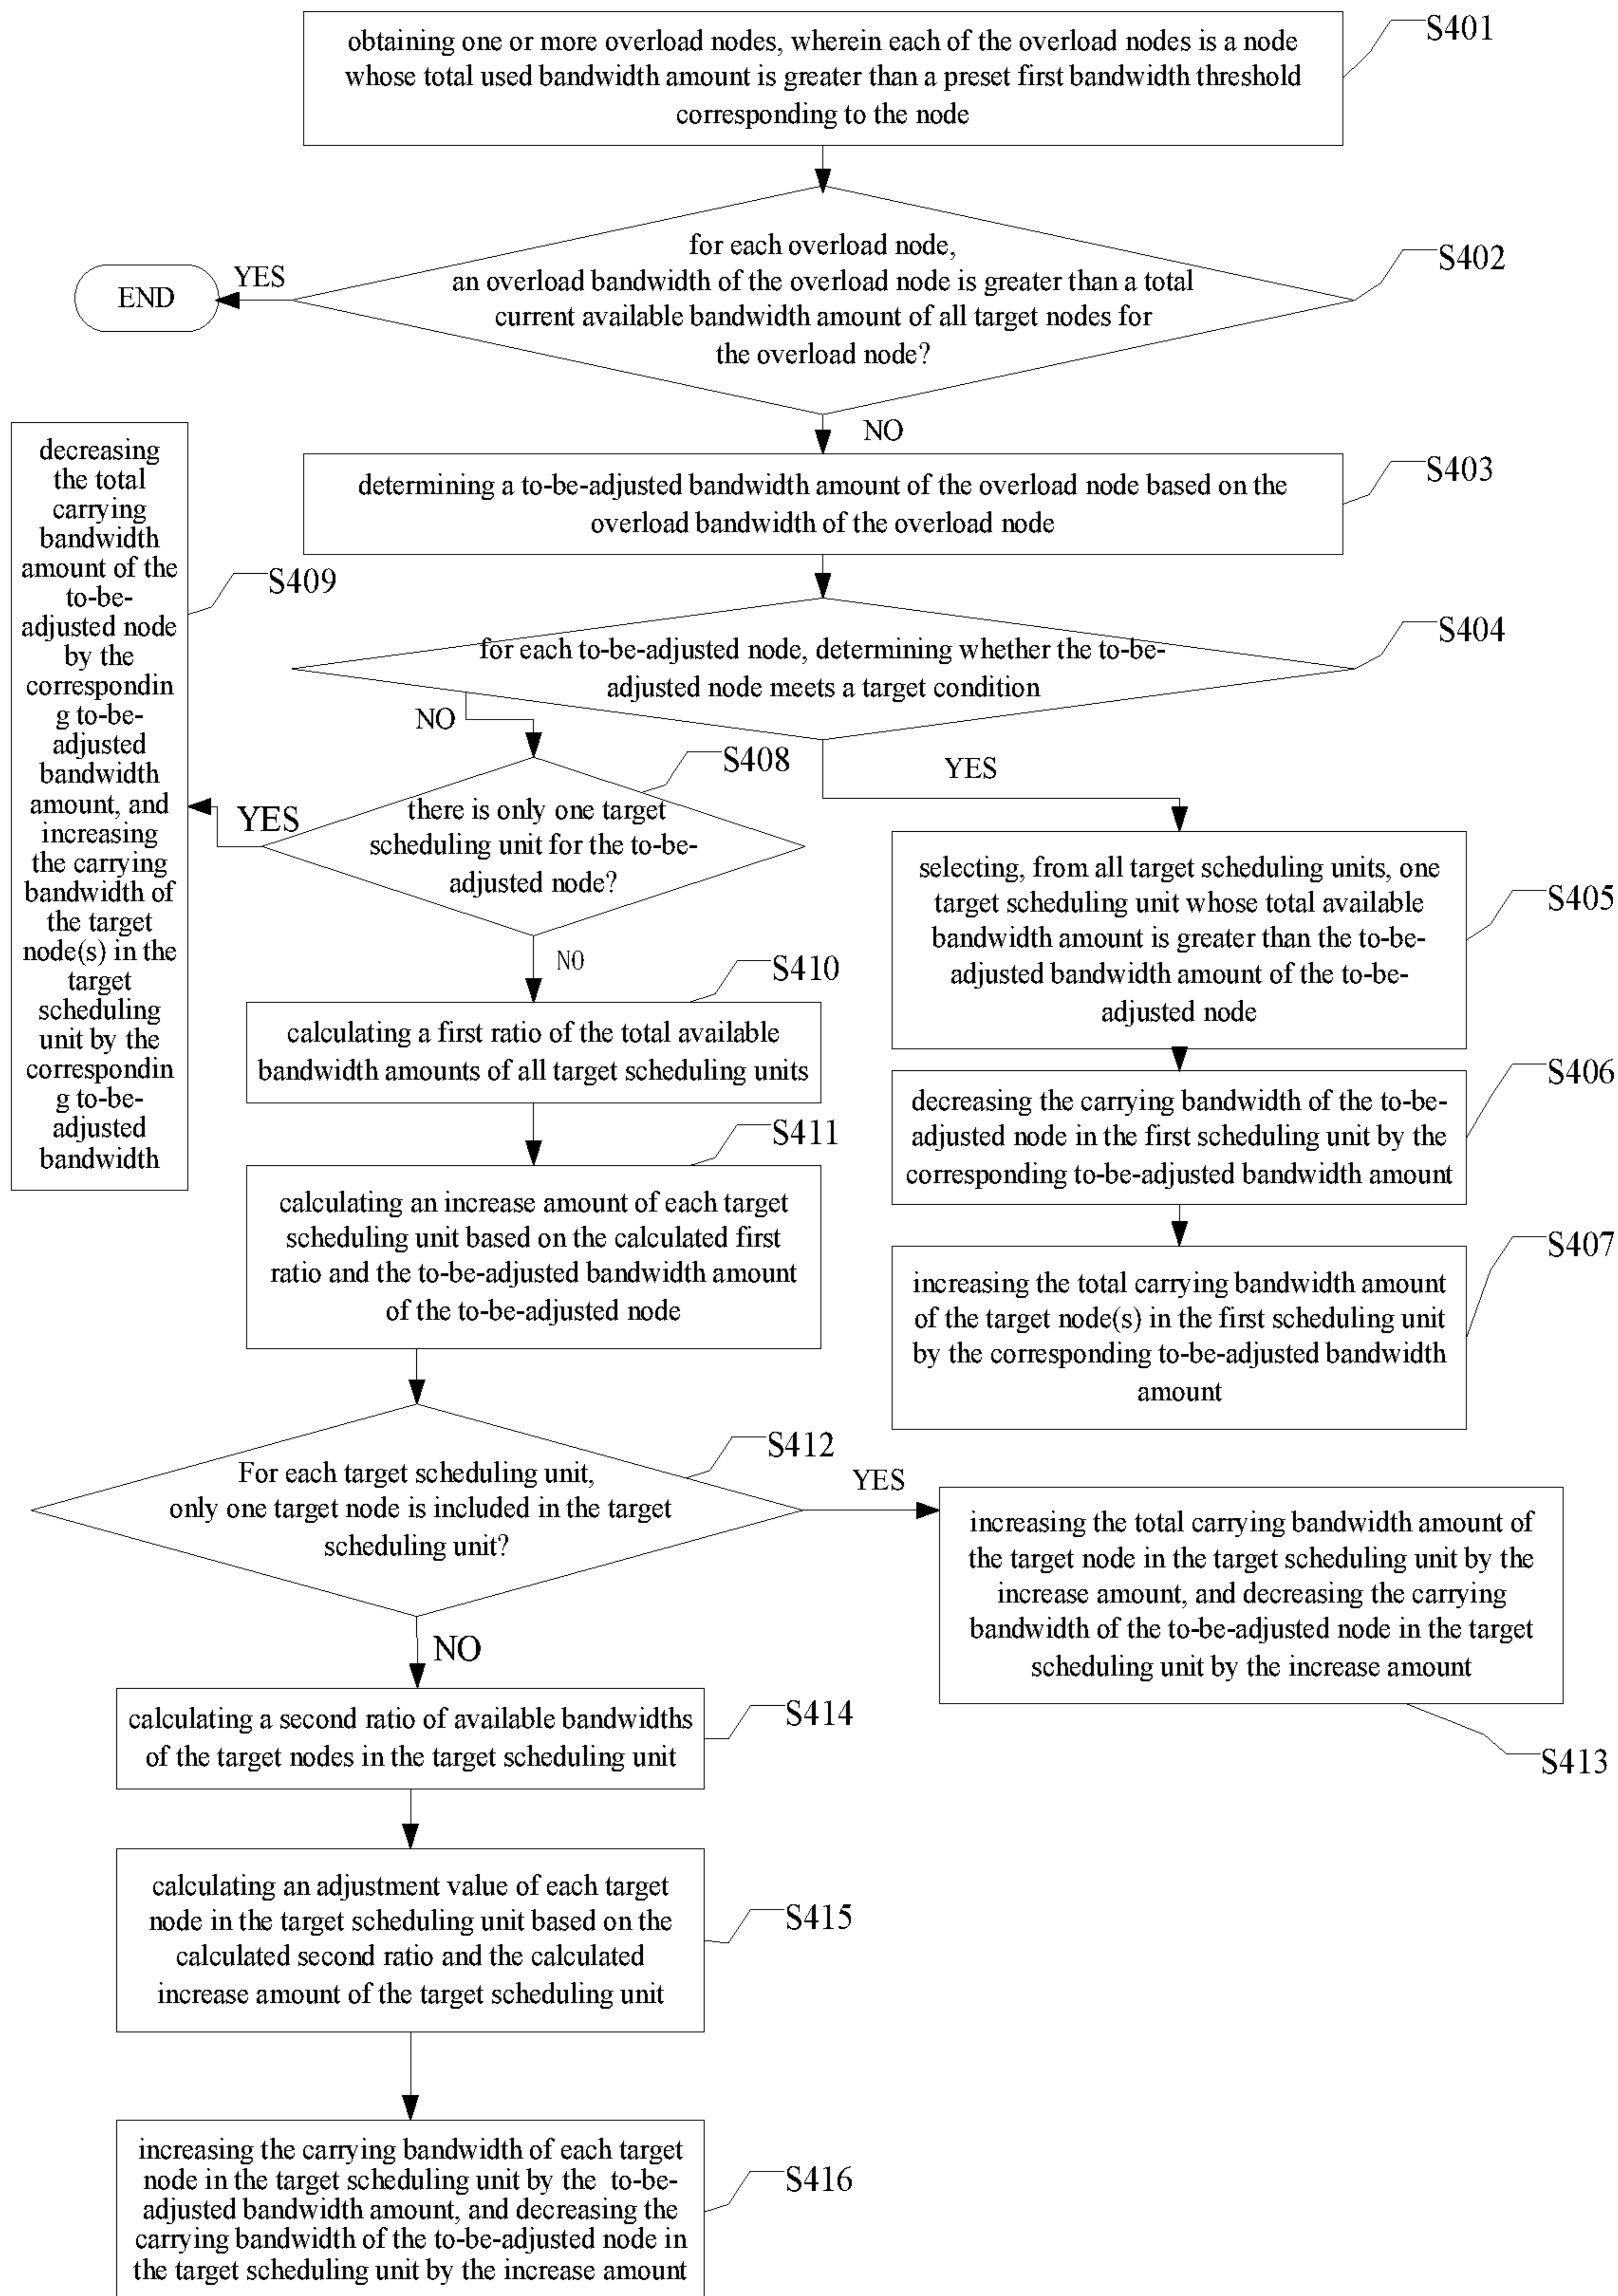 obtaining one or more overload nodes, wherein each of the overload nodes is a node
whose total used bandwidth amount is greater than a preset first bandwidth threshold
corresponding to the node
S401
for each overload node,
an overload bandwidth of the overload node is greater than a total
current available bandwidth amount of all target nodes for
the overload node?
S402
YES
END
NO
determining a to-be-adjusted bandwidth amount of the overload node based on the
overload bandwidth of the overload node
S403
for each to-be-adjusted node, determining whether the to-be-
adjusted node meets a target condition
S404
NO
YES
selecting, from all target scheduling units, one
target scheduling unit whose total available
bandwidth amount is greater than the to-be-
adjusted bandwidth amount of the to-be-
adjusted node
S405
decreasing the carrying bandwidth of the to-be-
adjusted node in the first scheduling unit by the
corresponding to-be-adjusted bandwidth amount
S406
increasing the total carrying bandwidth amount
of the target node(s) in the first scheduling unit
by the corresponding to-be-adjusted bandwidth
amount
S407
there is only one target
scheduling unit for the to-be-
adjusted node?
S408
YES
decreasing
the total
carrying
bandwidth
amount of the
to-be-
adjusted node
by the
correspondin
g to-be-
adjusted
bandwidth
amount, and
increasing
the carrying
bandwidth of
the target
node(s) in the
target
scheduling
unit by the
correspondin
g to-be-
adjusted
bandwidth
S409
NO
calculating a first ratio of the total available
bandwidth amounts of all target scheduling units
S410
calculating an increase amount of each target
scheduling unit based on the calculated first
ratio and the to-be-adjusted bandwidth amount
of the to-be-adjusted node
S411
For each target scheduling unit,
only one target node is included in the target
scheduling unit?
S412
YES
increasing the total carrying bandwidth amount of
the target node in the target scheduling unit by the
increase amount, and decreasing the carrying
bandwidth of the to-be-adjusted node in the target
scheduling unit by the increase amount
S413
NO
calculating a second ratio of available bandwidths
of the target nodes in the target scheduling unit
S414
calculating an adjustment value of each target
node in the target scheduling unit based on the
calculated second ratio and the calculated
increase amount of the target scheduling unit
S415
increasing the carrying bandwidth of each target
node in the target scheduling unit by the to-be-
adjusted bandwidth amount, and decreasing the
carrying bandwidth of the to-be-adjusted node in
the target scheduling unit by the increase amount
S416